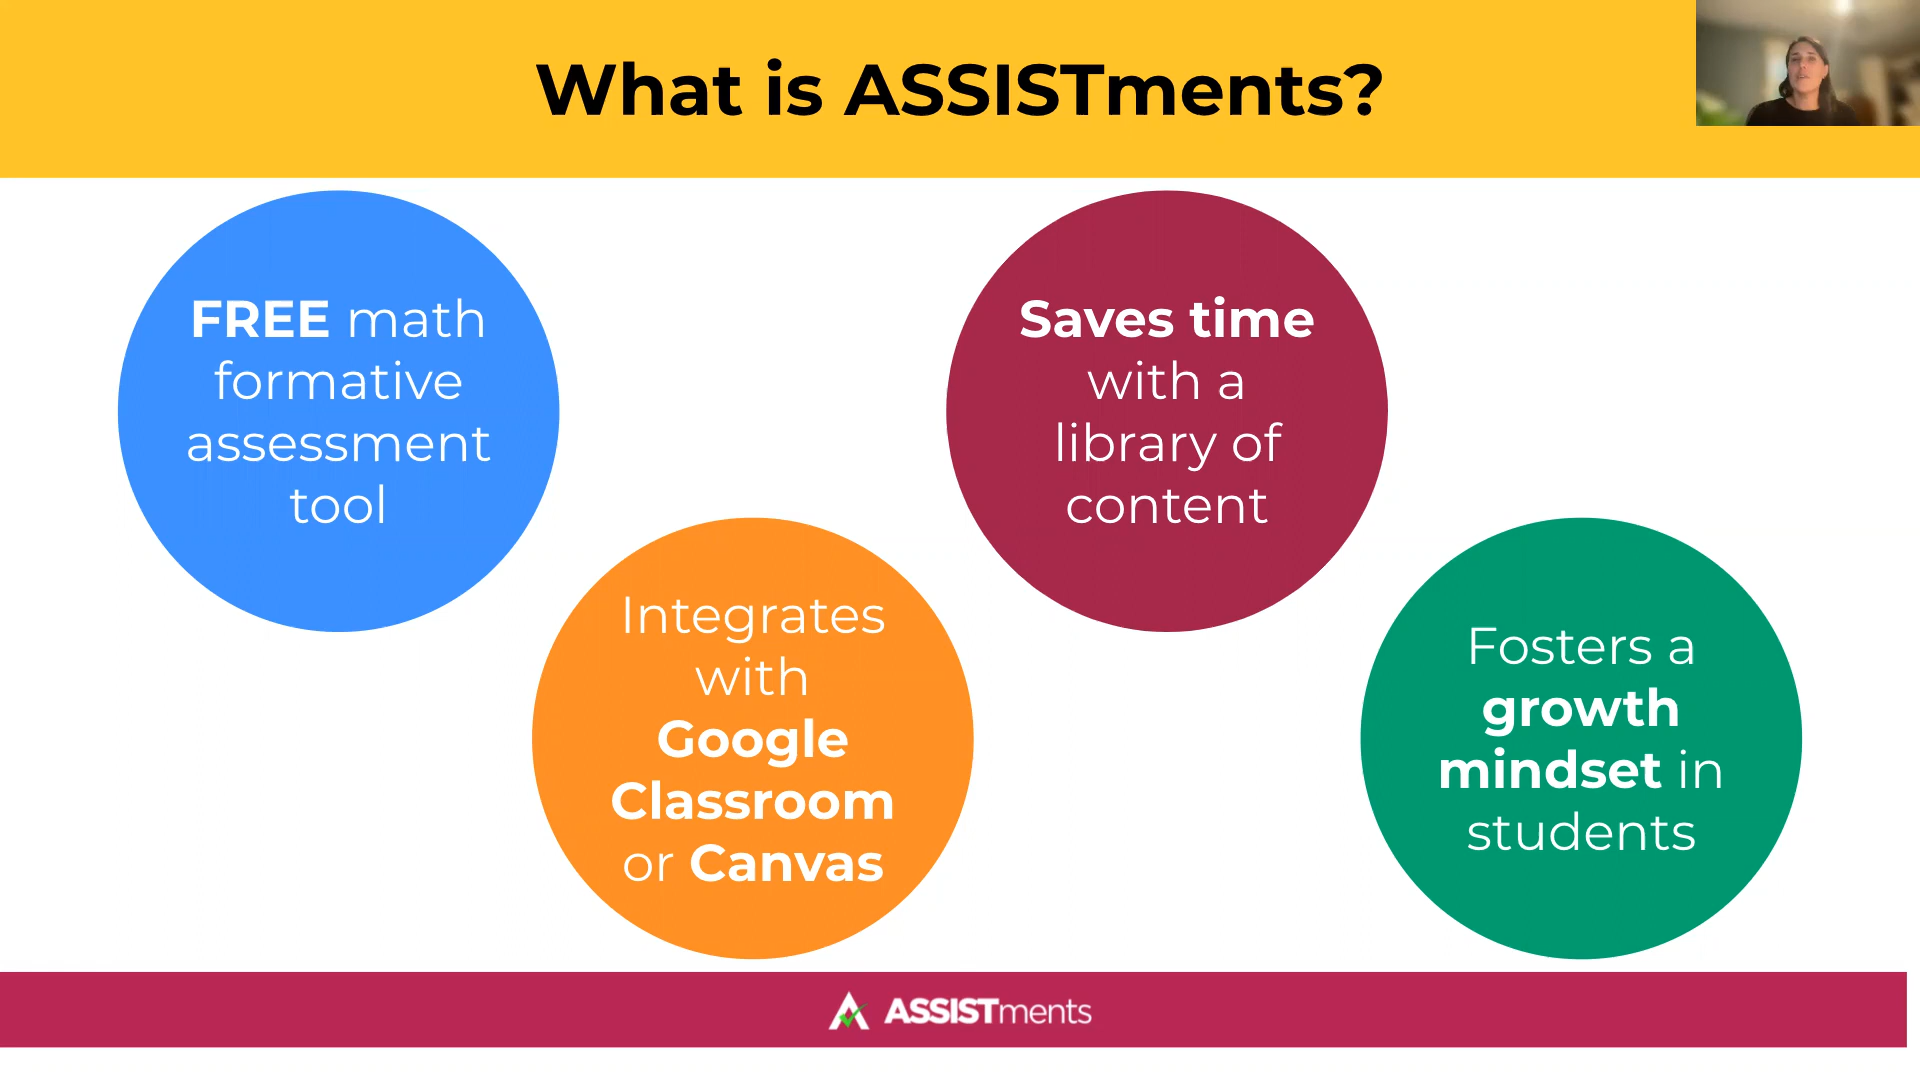 What is ASSISTments?
FREE math
formative
assessment
tool
Integrates
with
Google
Classroom
or Canvas
Saves time
with a
library of
content
Fosters a
growth
mindset in
students
ASSISTments